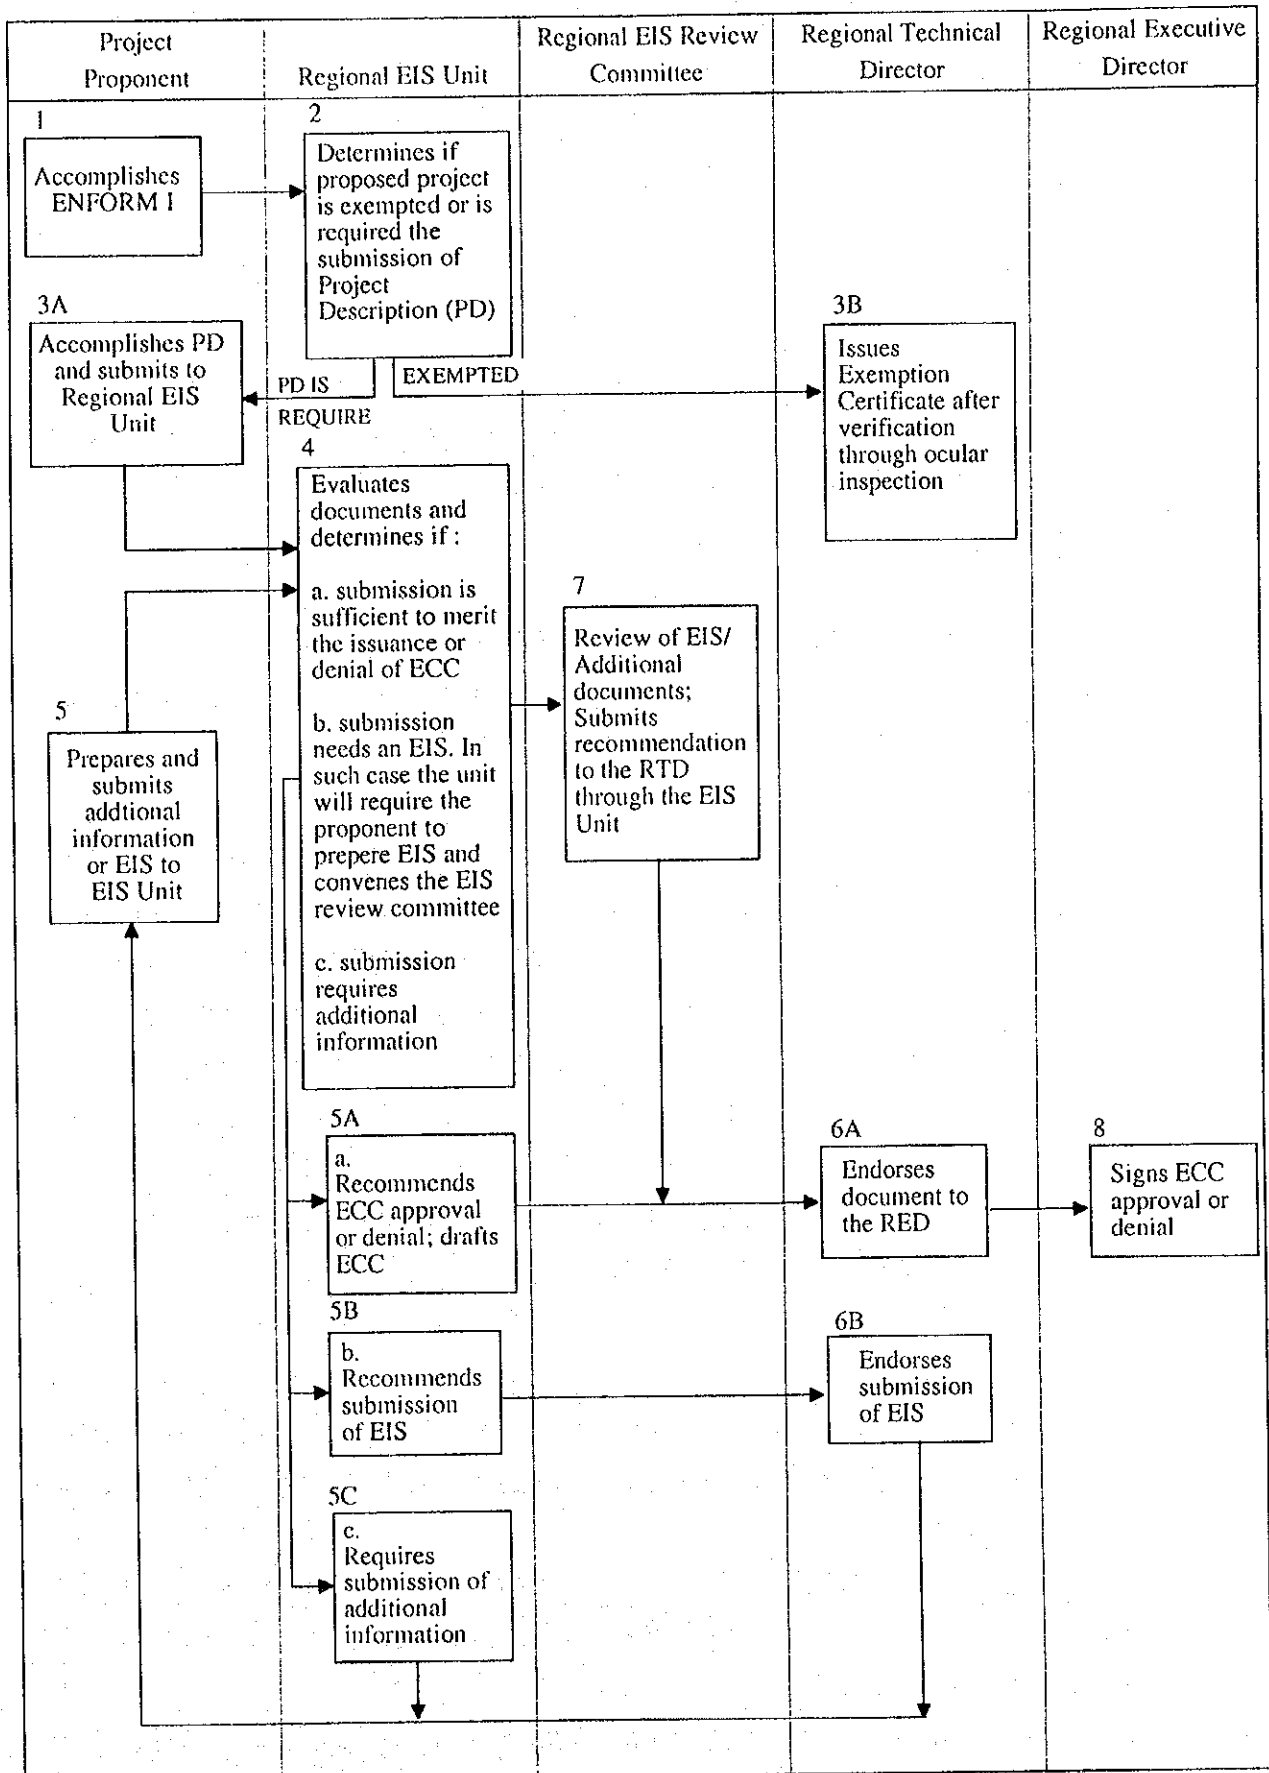 Project
Proponent
Regional EIS Unit
Regional EIS Review
Committee
Regional Technical
Director
Regional Executive
Director
1
Accomplishes
ENFORM I
2
Determines if
proposed project
is exempted or is
required the
submission of
Project
Description (PD)
3A
Accomplishes PD
and submits to
Regional EIS
Unit
PD IS
REQUIRE
EXEMPTED
3B
Issues
Exemption
Certificate after
verification
through ocular
inspection
4
Evaluates
documents and
determines if :
a. submission is
sufficient to merit
the issuance or
denial of ECC
b. submission
needs an EIS. In
such case the unit
will require the
proponent to
prepere EIS and
convenes the EIS
review committee
c. submission
requires
additional
information
5
Prepares and
submits
addtional
information
or EIS to
EIS Unit
7
Review of EIS/
Additional
documents;
Submits
recommendation
to the RTD
through the EIS
Unit
5A
a.
Recommends
ECC approval
or denial; drafts
ECC
6A
Endorses
document to
the RED
8
Signs ECC
approval or
denial
5B
b.
Recommends
submission
of EIS
6B
Endorses
submission
of EIS
5C
c.
Requires
submission of
additional
information